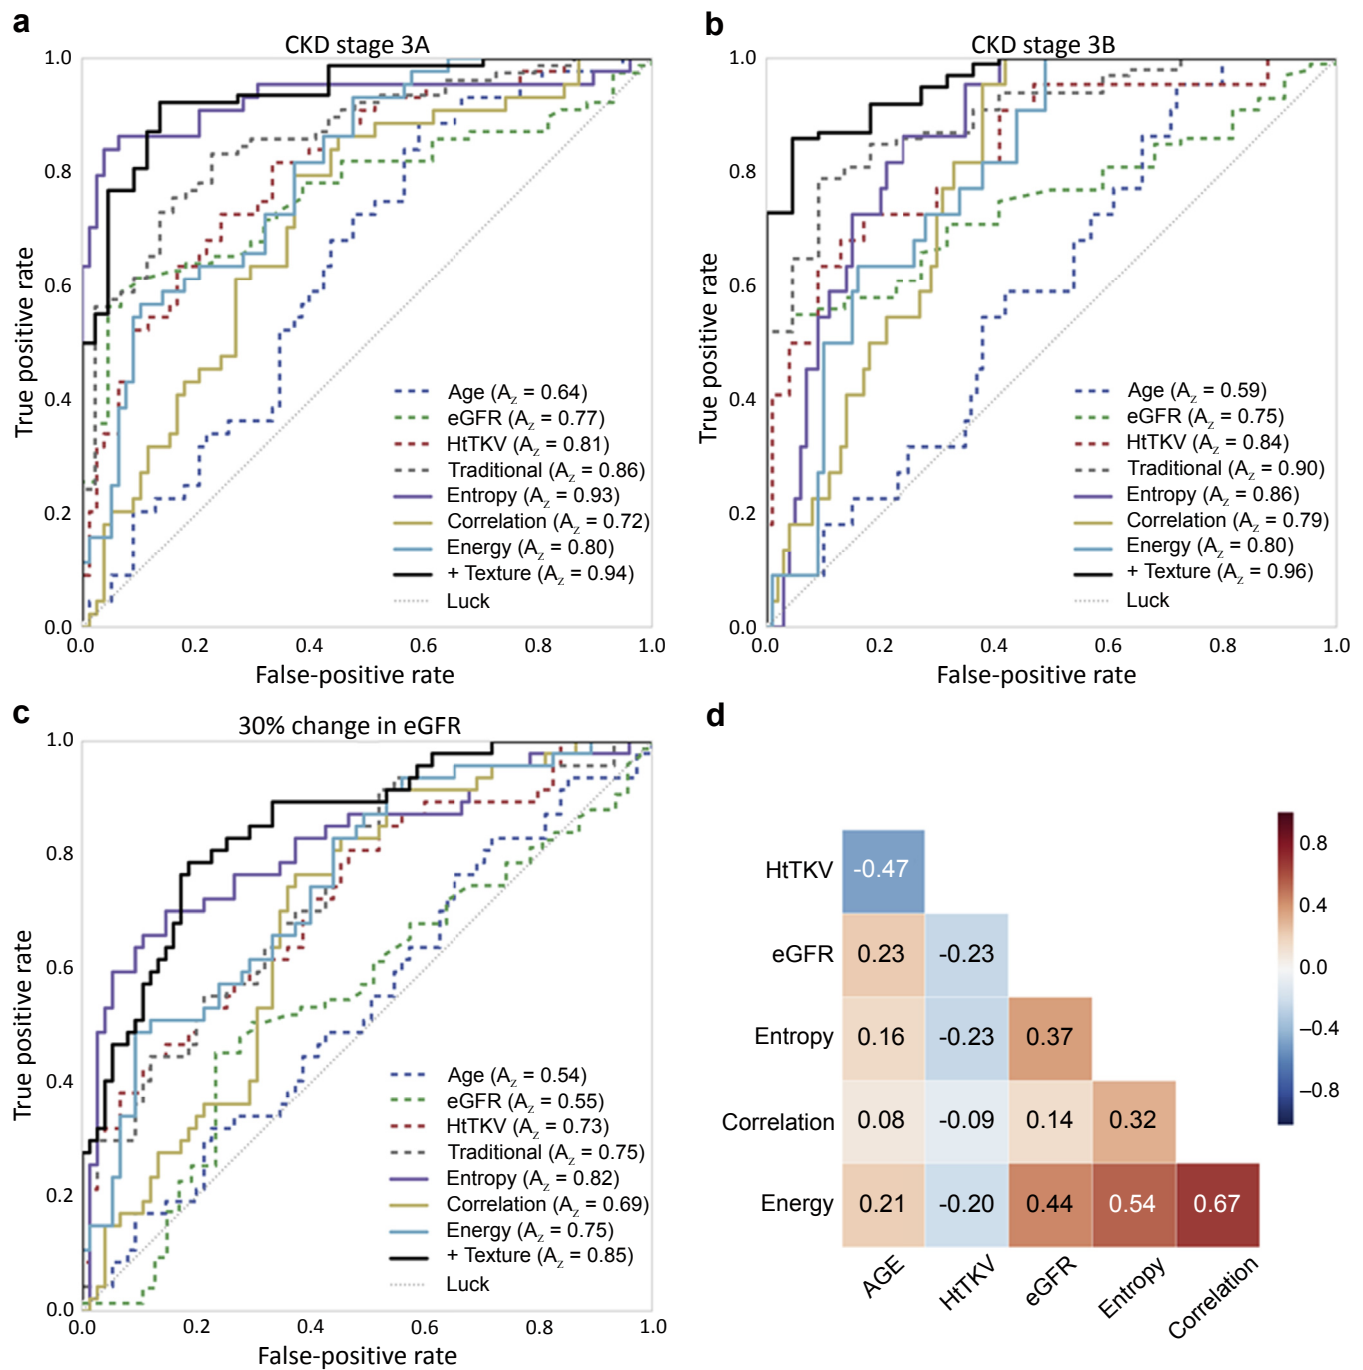 a
CKD stage 3A
1.0
0.8
0.6
0.4
0.2
0.0
True positive rate
Age (Az = 0.64)
eGFR (Az = 0.77)
HtTKV (Az = 0.81)
Traditional (Az = 0.86)
Entropy (Az = 0.93)
Correlation (Az = 0.72)
Energy (Az = 0.80)
+ Texture (Az = 0.94)
Luck
0.0 0.2 0.4 0.6 0.8 1.0
False-positive rate
b
CKD stage 3B
1.0
0.8
0.6
0.4
0.2
0.0
True positive rate
Age (Az = 0.59)
eGFR (Az = 0.75)
HtTKV (Az = 0.84)
Traditional (Az = 0.90)
Entropy (Az = 0.86)
Correlation (Az = 0.79)
Energy (Az = 0.80)
+ Texture (Az = 0.96)
Luck
0.0 0.2 0.4 0.6 0.8 1.0
False-positive rate
c
30% change in eGFR
1.0
0.8
0.6
0.4
0.2
0.0
True positive rate
Age (Az = 0.54)
eGFR (Az = 0.55)
HtTKV (Az = 0.73)
Traditional (Az = 0.75)
Entropy (Az = 0.82)
Correlation (Az = 0.69)
Energy (Az = 0.75)
+ Texture (Az = 0.85)
Luck
0.0 0.2 0.4 0.6 0.8 1.0
False-positive rate
d
HtTKV -0.47
eGFR 0.23 -0.23
Entropy 0.16 -0.23 0.37
Correlation 0.08 -0.09 0.14 0.32
Energy 0.21 -0.20 0.44 0.54 0.67
AGE HtTKV eGFR Entropy Correlation
0.8
0.4
0.0
–0.4
–0.8